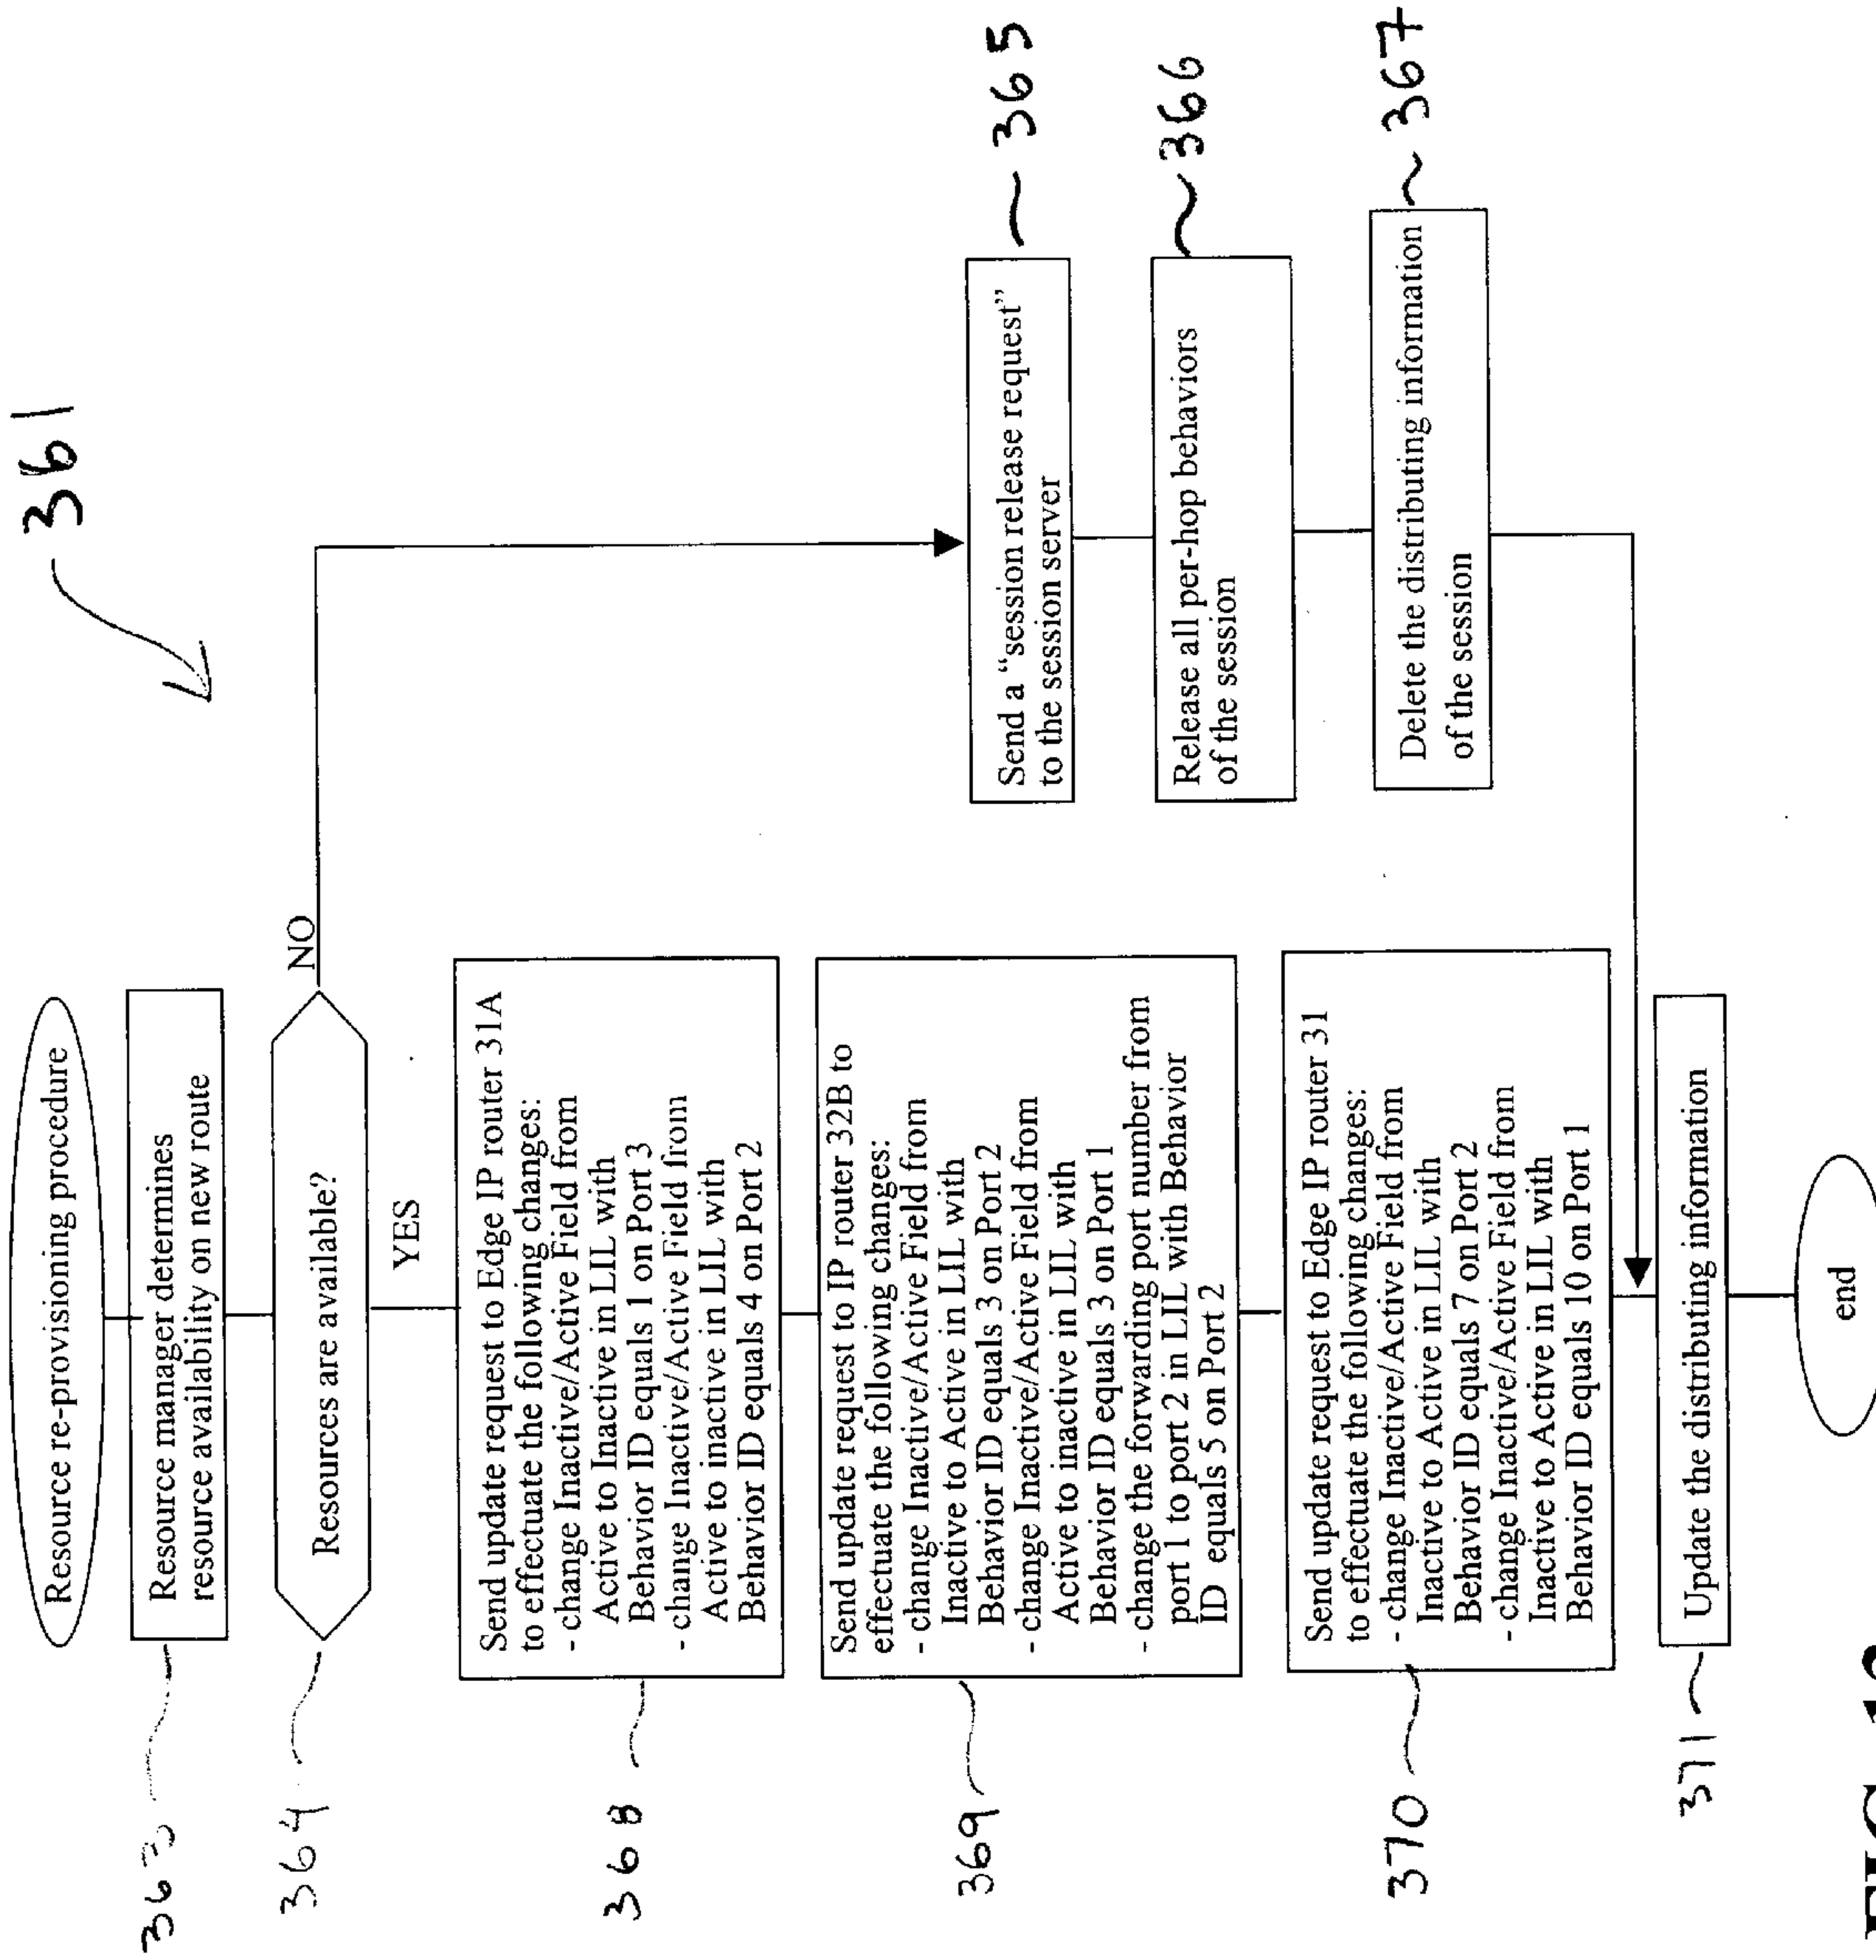 361
Resource re-provisioning procedure
363
Resource manager determines
resource availability on new route
364
Resources are available?
NO
YES
368
Send update request to Edge IP router 31A
to effectuate the following changes:
- change Inactive/Active Field from
Active to Inactive in LIL with
Behavior ID equals 1 on Port 3
- change Inactive/Active Field from
Active to inactive in LIL with
Behavior ID equals 4 on Port 2
369
Send update request to IP router 32B to
effectuate the following changes:
- change Inactive/Active Field from
Inactive to Active in LIL with
Behavior ID equals 3 on Port 2
- change Inactive/Active Field from
Active to inactive in LIL with
Behavior ID equals 3 on Port 1
- change the forwarding port number from
port 1 to port 2 in LIL with Behavior
ID equals 5 on Port 2
370
Send update request to Edge IP router 31
to effectuate the following changes:
- change Inactive/Active Field from
Inactive to Active in LIL with
Behavior ID equals 7 on Port 2
- change Inactive/Active Field from
Inactive to Active in LIL with
Behavior ID equals 10 on Port 1
Send a “session release request”
to the session server
365
Release all per-hop behaviors
of the session
366
Delete the distributing information
of the session
367
371
Update the distributing information
end